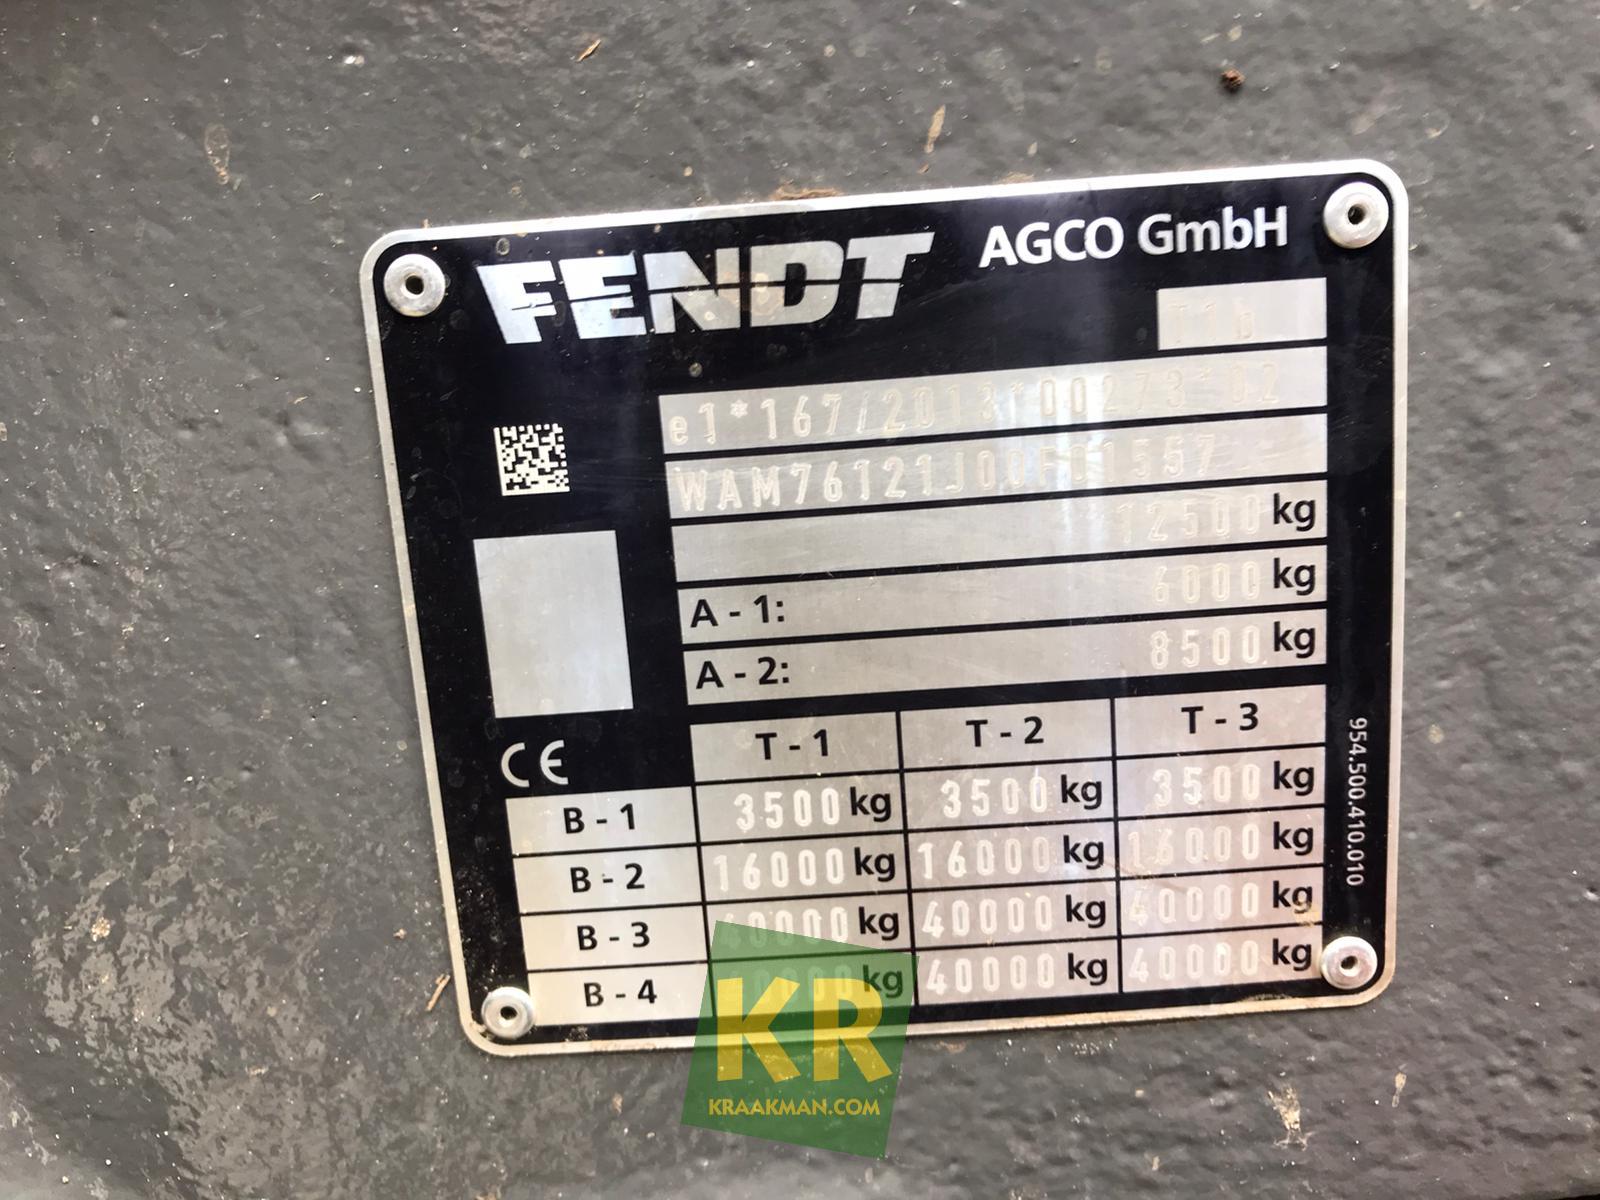 FENDT AGCO GmbH
T1b
e1*167/2013*00273*02
WAM76121J00F01557
12500 kg
A - 1: 6000 kg
A - 2: 8500 kg
T - 1 T - 2 T - 3
CE
B - 1 3500 kg 3500 kg 3500 kg
B - 2 16000 kg 16000 kg 16000 kg
B - 3 40000 kg 40000 kg 40000 kg
B - 4 40000 kg 40000 kg 40000 kg
954.500.410.010
KR
KRAAKMAN.COM